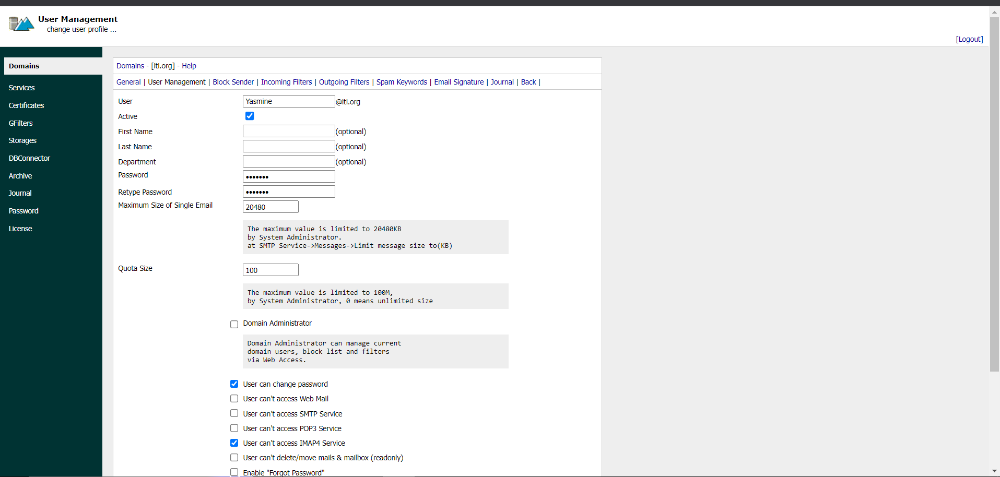 User Management
change user profile ...
[Logout]
Domains
Services
Certificates
GFilters
Storages
DBConnector
Archive
Journal
Password
License
Domains - [iti.org] - Help
General | User Management | Block Sender | Incoming Filters | Outgoing Filters | Spam Keywords | Email Signature | Journal | Back |
User Yasmine @iti.org
Active
First Name (optional)
Last Name (optional)
Department (optional)
Password •••••••
Retype Password •••••••
Maximum Size of Single Email 20480
The maximum value is limited to 20480KB
by System Administrator.
at SMTP Service->Messages->Limit message size to(KB)
Quota Size 100
The maximum value is limited to 100M,
by System Administrator, 0 means unlimited size
Domain Administrator
Domain Administrator can manage current
domain users, block list and filters
via Web Access.
User can change password
User can't access Web Mail
User can't access SMTP Service
User can't access POP3 Service
User can't access IMAP4 Service
User can't delete/move mails & mailbox (readonly)
Enable "Forgot Password"